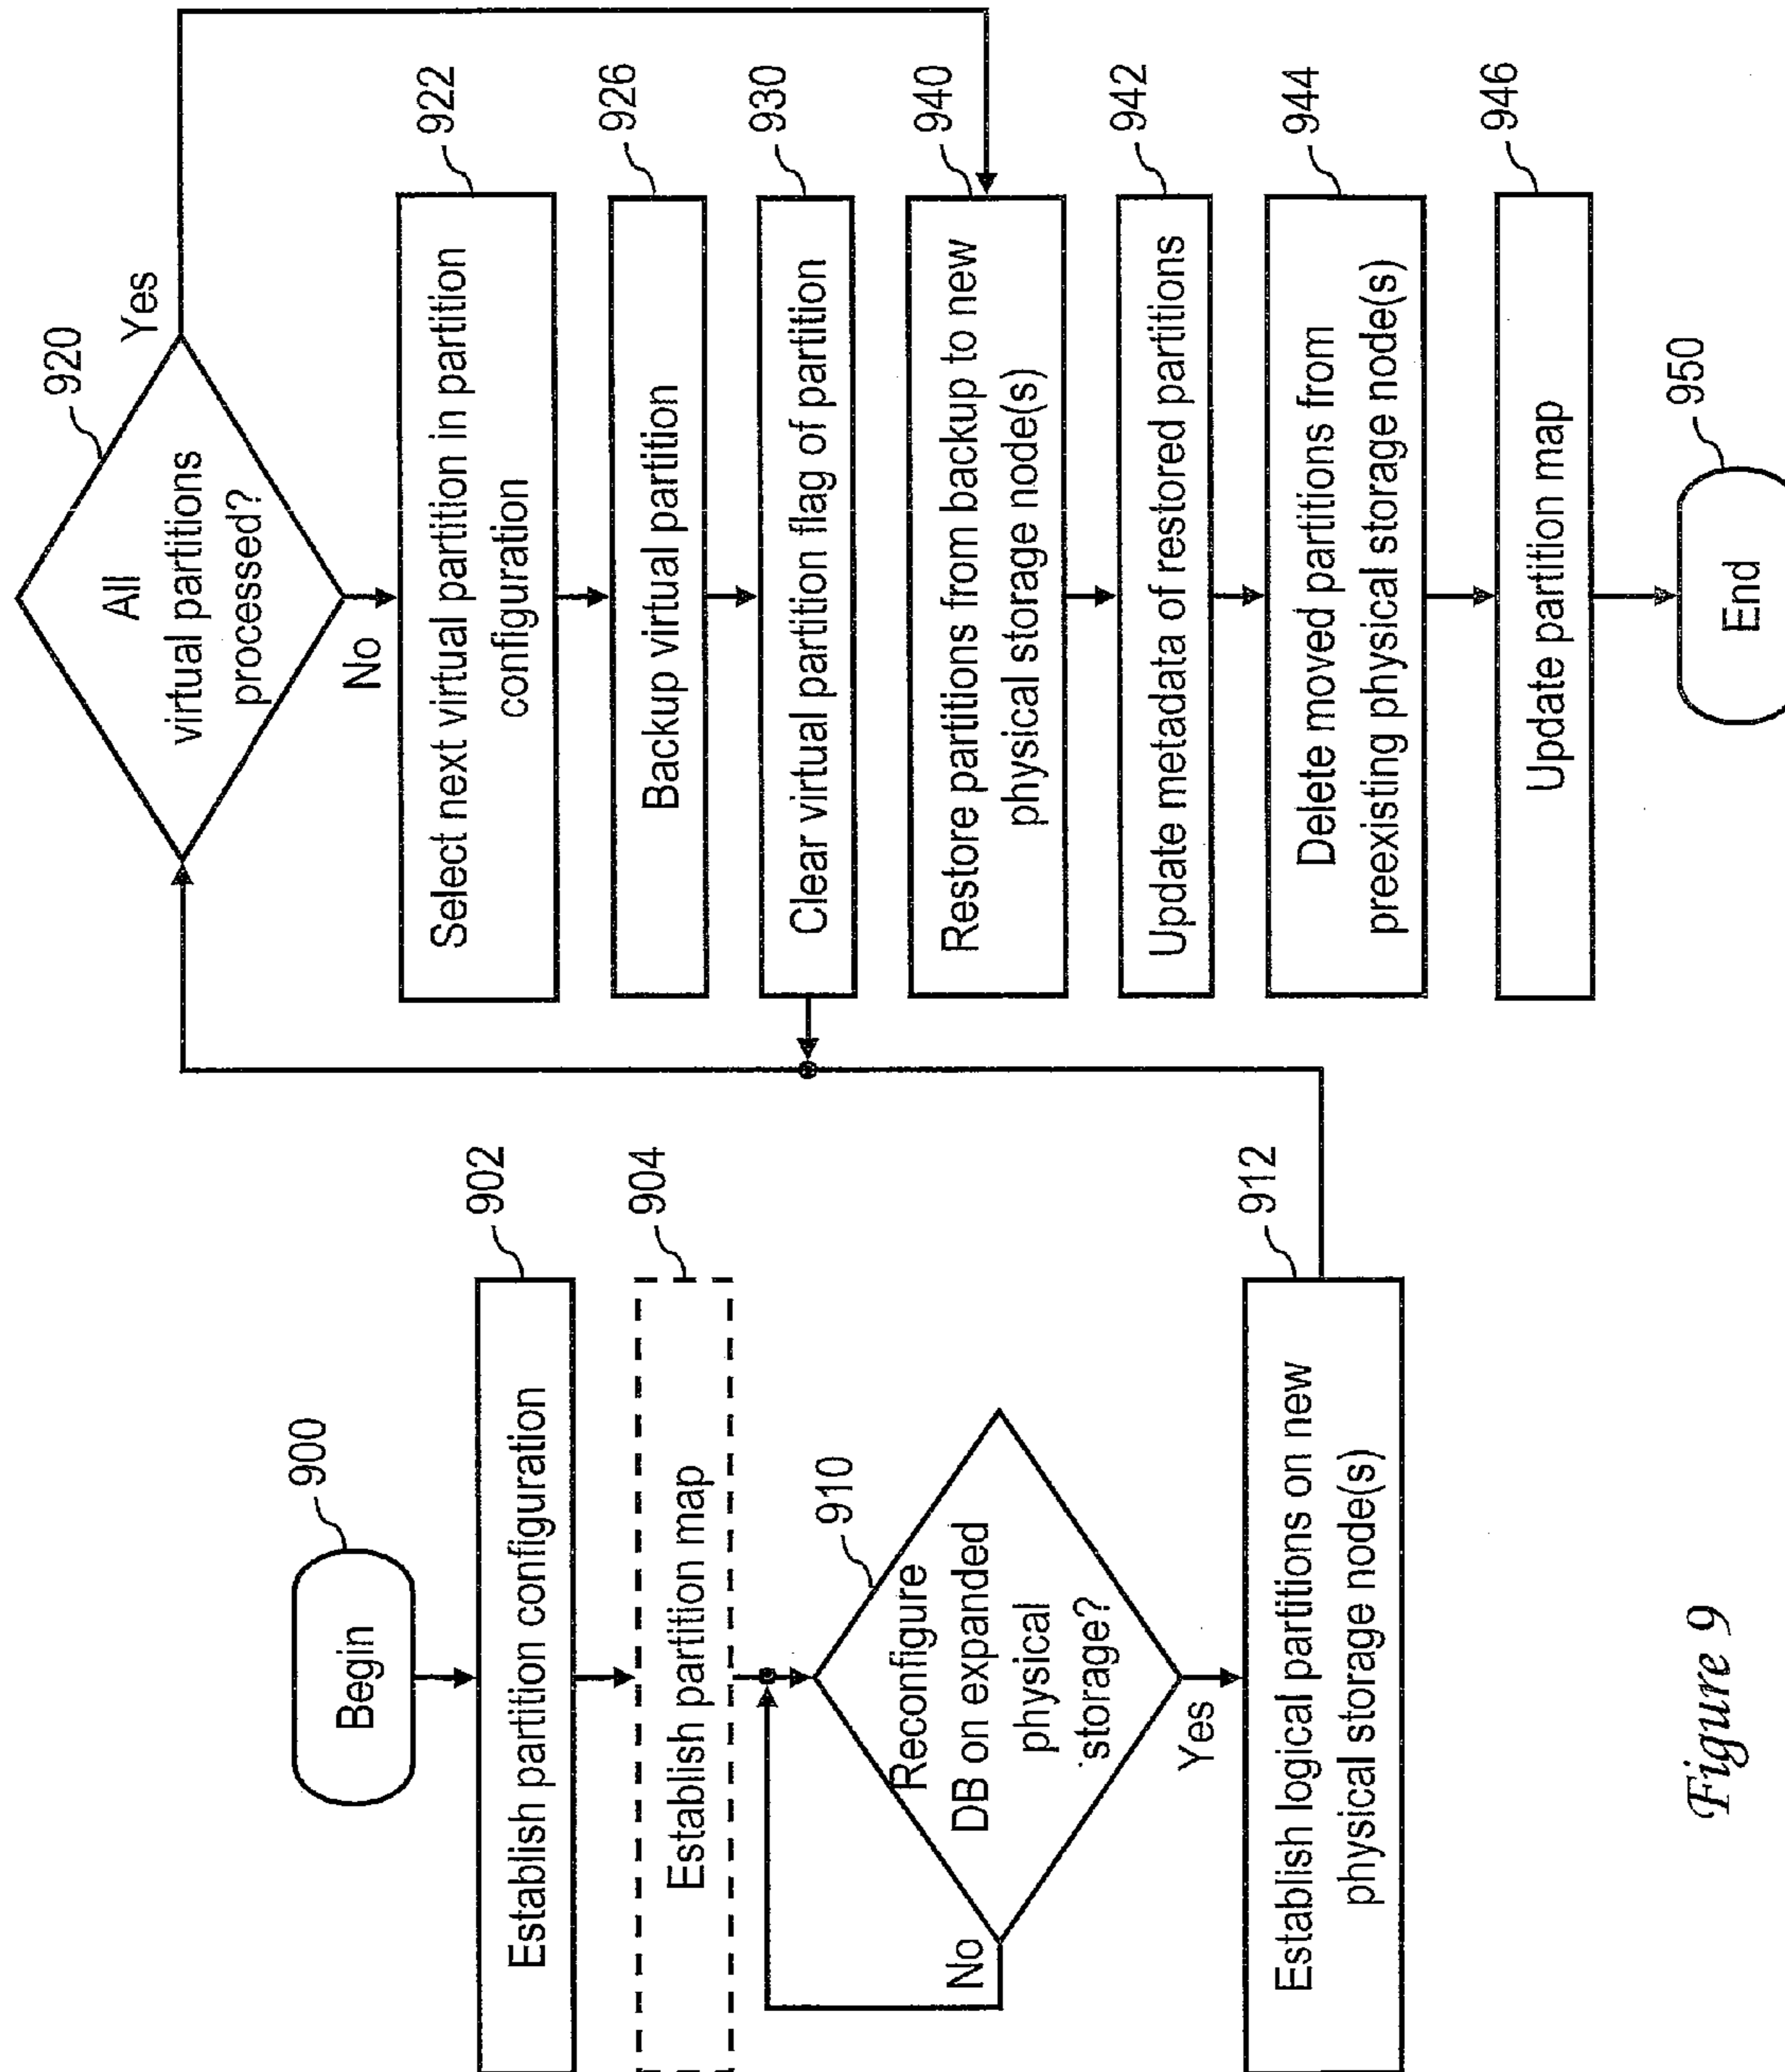 900
Begin
902
Establish partition configuration
904
Establish partition map
910
Reconfigure
DB on expanded
physical
storage?
No
Yes
912
Establish logical partitions on new
physical storage node(s)
920
All
virtual partitions
processed?
Yes
No
922
Select next virtual partition in partition
configuration
926
Backup virtual partition
930
Clear virtual partition flag of partition
940
Restore partitions from backup to new
physical storage node(s)
942
Update metadata of restored partitions
944
Delete moved partitions from
preexisting physical storage node(s)
946
Update partition map
950
End
Figure 9